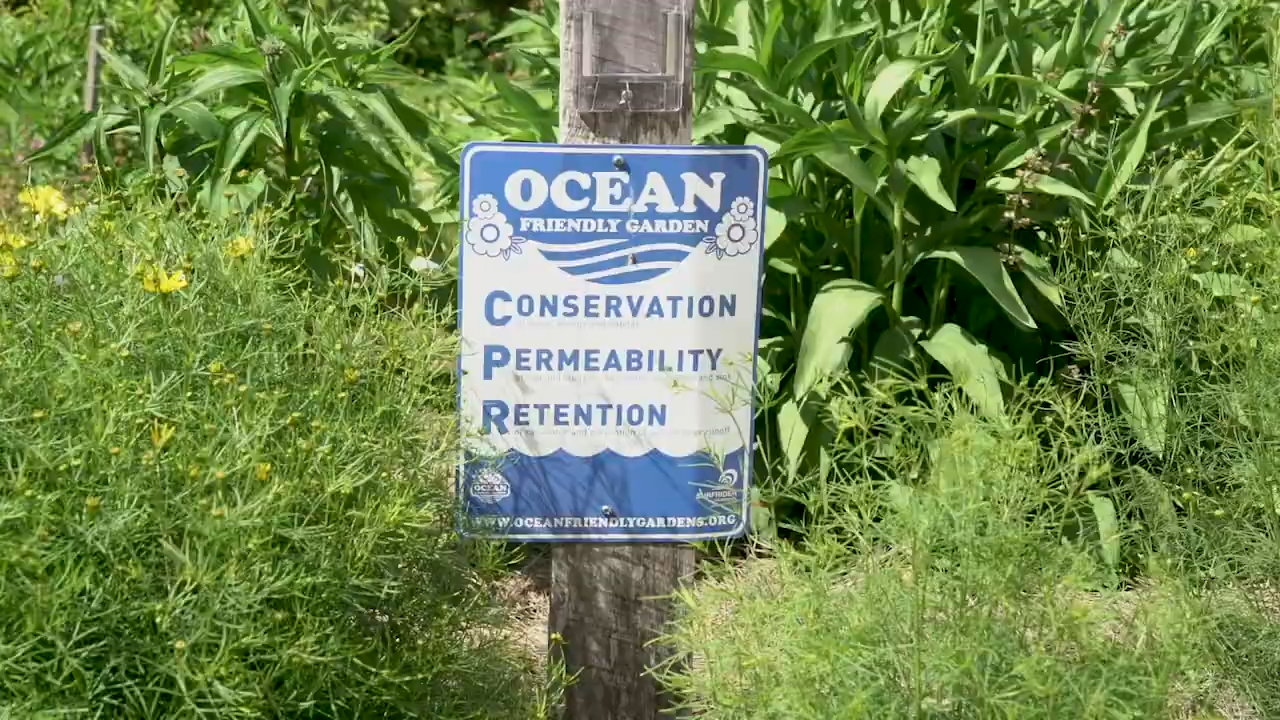 OCEAN
FRIENDLY GARDEN
CONSERVATION
PERMEABILITY
RETENTION
OCEAN
SURFRIDER
WWW.OCEANFRIENDLYGARDENS.ORG